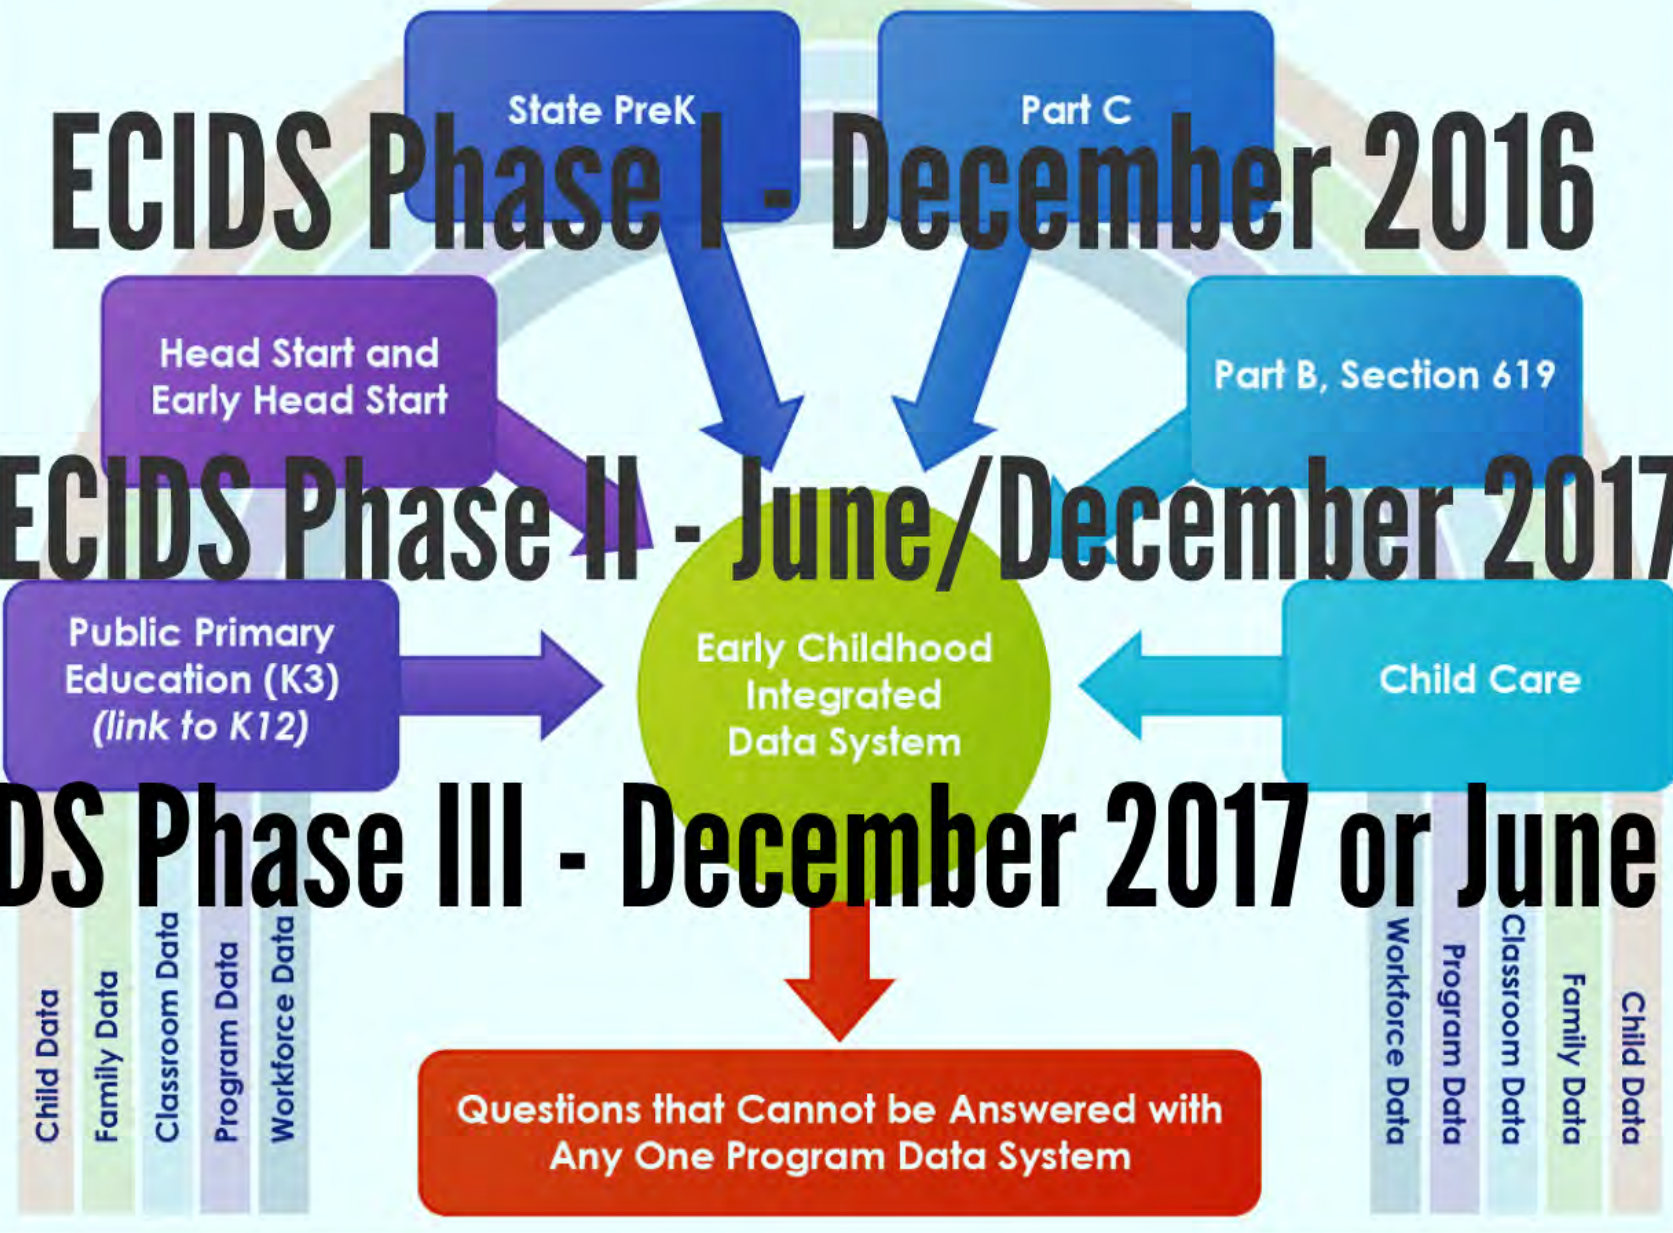 State PreK
Part C
ECIDS Phase I - December 2016
Head Start and
Early Head Start
Part B, Section 619
ECIDS Phase II - June/December 2017
Public Primary
Education (K3)
(link to K12)
Early Childhood
Integrated
Data System
Child Care
DS Phase III - December 2017 or June
Child Data
Family Data
Classroom Data
Program Data
Workforce Data
Workforce Data
Program Data
Classroom Data
Family Data
Child Data
Questions that Cannot be Answered with
Any One Program Data System